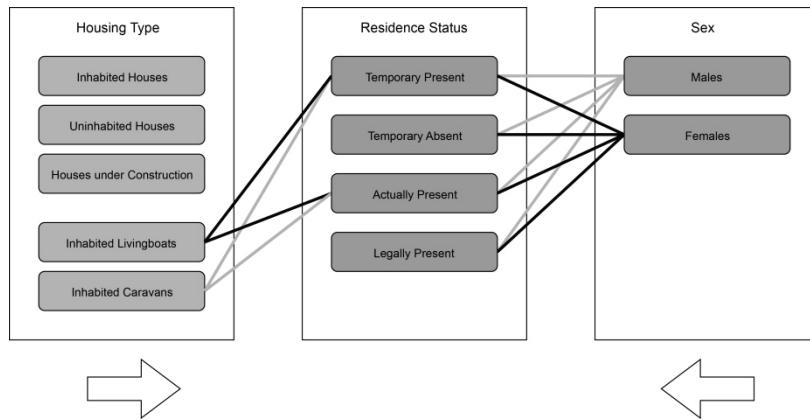 Housing Type
Inhabited Houses
Uninhabited Houses
Houses under Construction
Inhabited Livingboats
Inhabited Caravans
Residence Status
Temporary Present
Temporary Absent
Actually Present
Legally Present
Sex
Males
Females